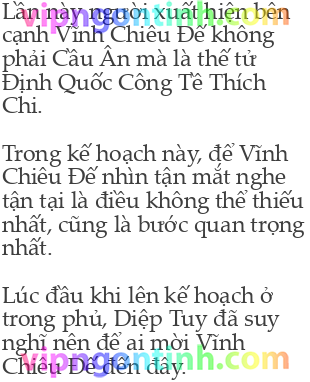 Lần này người xuất hiện bên
cạnh Vĩnh Chiêu Đế không
phải Cầu Ân mà là thế tử
Định Quốc Công Tề Thích
Chi.
Trong kế hoạch này, để Vĩnh
Chiêu Đế nhìn tận mắt nghe
tận tại là điều không thể thiếu
nhất, cũng là bước quan trọng
nhất.
Lúc đầu khi lên kế hoạch ở
trong phủ, Diệp Tuy đã suy
nghĩ nên để ai mời Vĩnh
Chiêu Đế đến đây.
vipngontinh.com
vipngontinh.com